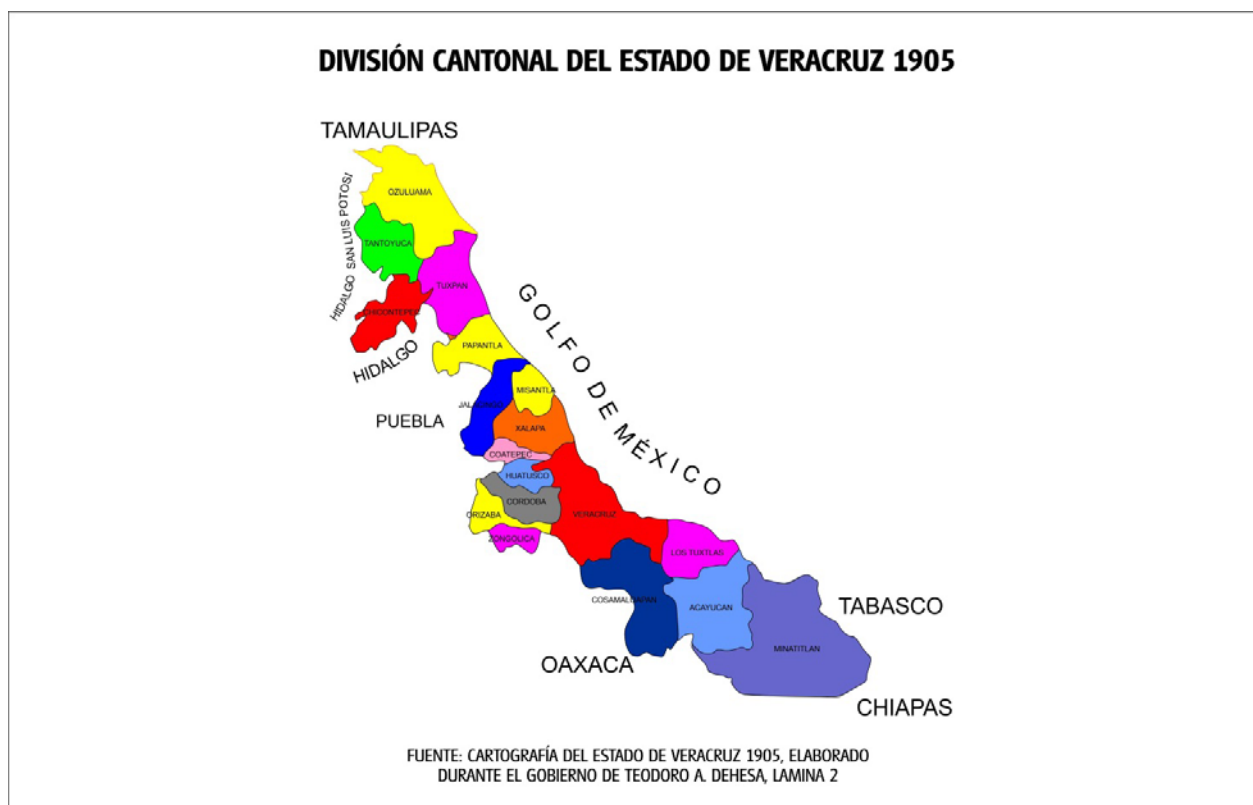 DIVISIÓN CANTONAL DEL ESTADO DE VERACRUZ 1905
TAMAULIPAS
OZULUAMA
SAN LUIS POTOSI
HIDALGO
TANTOYUCA
TUXPAN
CHICONTEPEC
HIDALGO
GOLFO DE MÉXICO
PAPANTLA
MISANTLA
JALACINGO
PUEBLA
XALAPA
COATEPEC
HUATUSCO
CORDOBA
ORIZABA
VERACRUZ
ZONGOLICA
LOS TUXTLAS
COSAMALOAPAN
ACAYUCAN
TABASCO
MINATITLAN
OAXACA
CHIAPAS
FUENTE: CARTOGRAFÍA DEL ESTADO DE VERACRUZ 1905, ELABORADO
DURANTE EL GOBIERNO DE TEODORO A. DEHESA, LAMINA 2